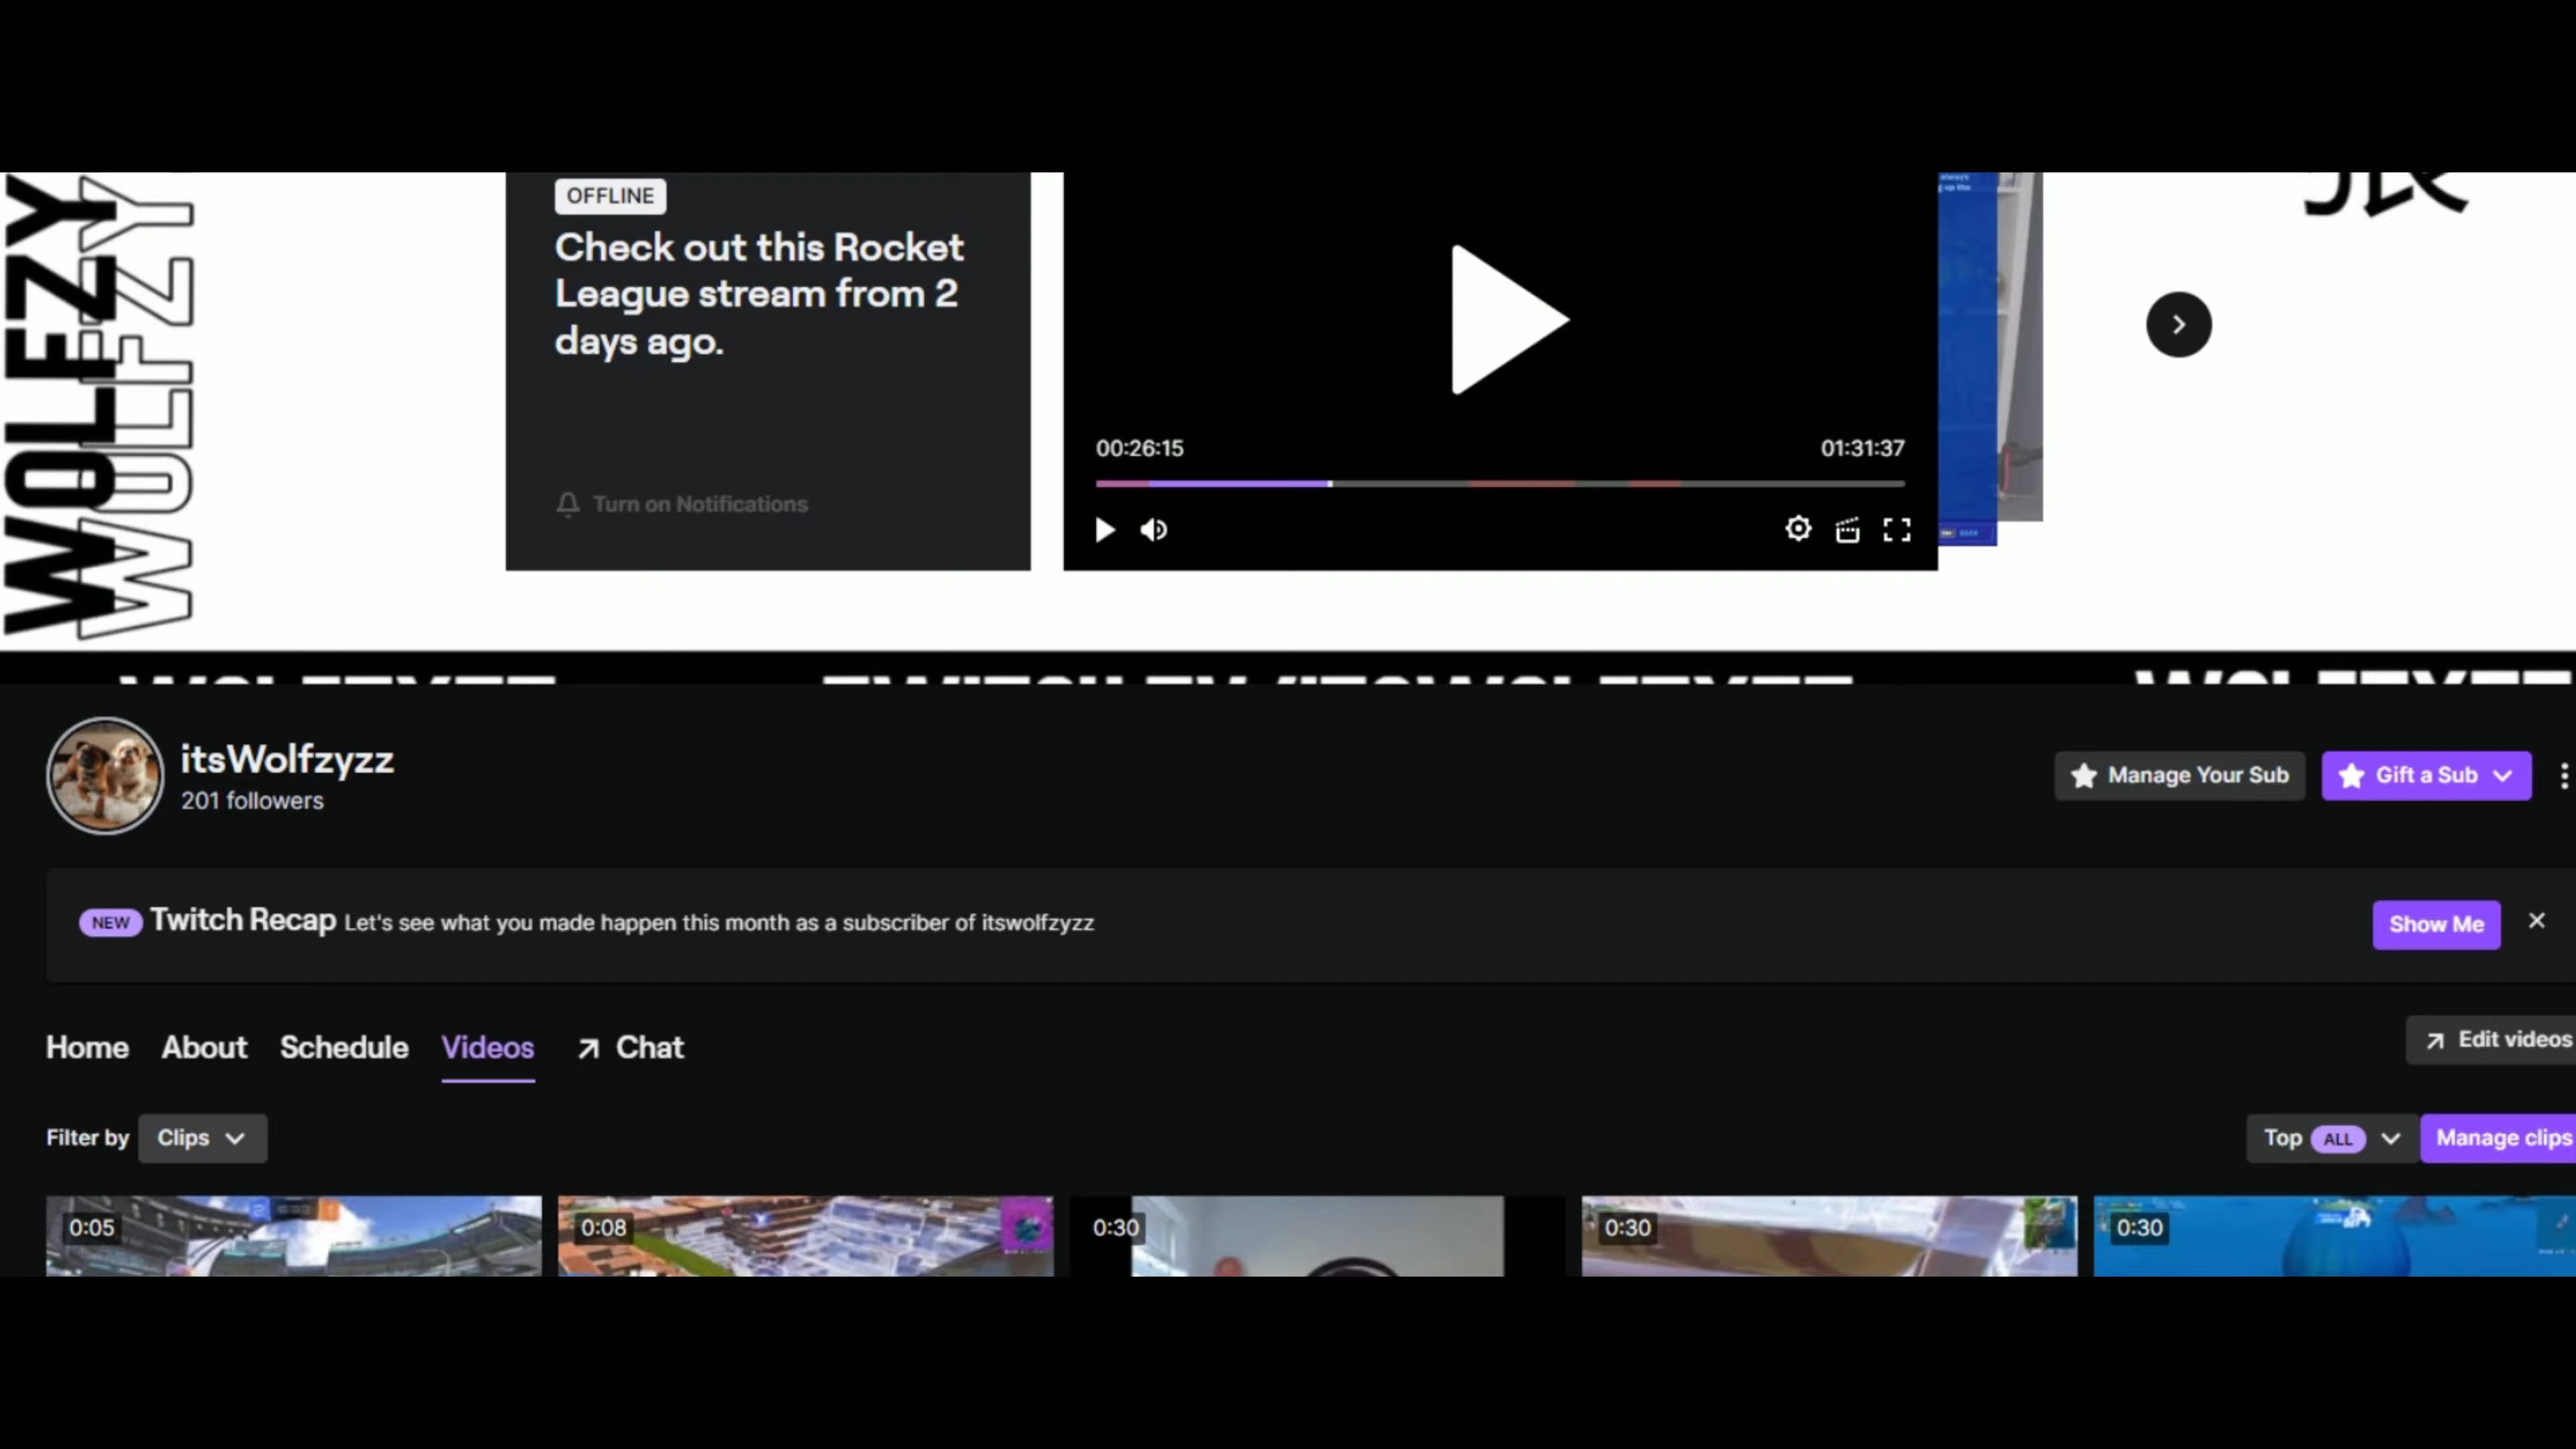 WOLFZY
WOLFZY
OFFLINE
Check out this Rocket
League stream from 2
days ago.
Turn on Notifications
00:26:15
01:31:37
itsWolfzyzz
201 followers
Manage Your Sub
Gift a Sub
NEW Twitch Recap Let's see what you made happen this month as a subscriber of itswolfzyzz
Show Me
Home About Schedule Videos Chat
Edit videos
Filter by Clips
Top ALL
Manage clips
0:05
0:08
0:30
0:30
0:30